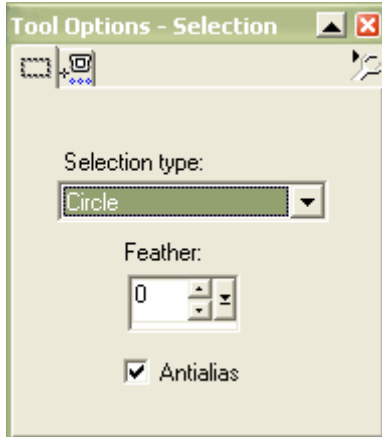 Tool Options - Selection
Selection type:
Circle
Feather:
0
Antialias